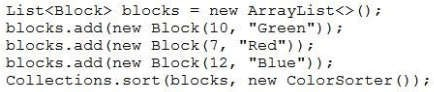 List<Block> blocks = new ArrayList<>();
blocks.add(new Block(10, "Green"));
blocks.add(new Block(7, "Red"));
blocks.add(new Block(12, "Blue"));
Collections.sort(blocks, new ColorSorter());